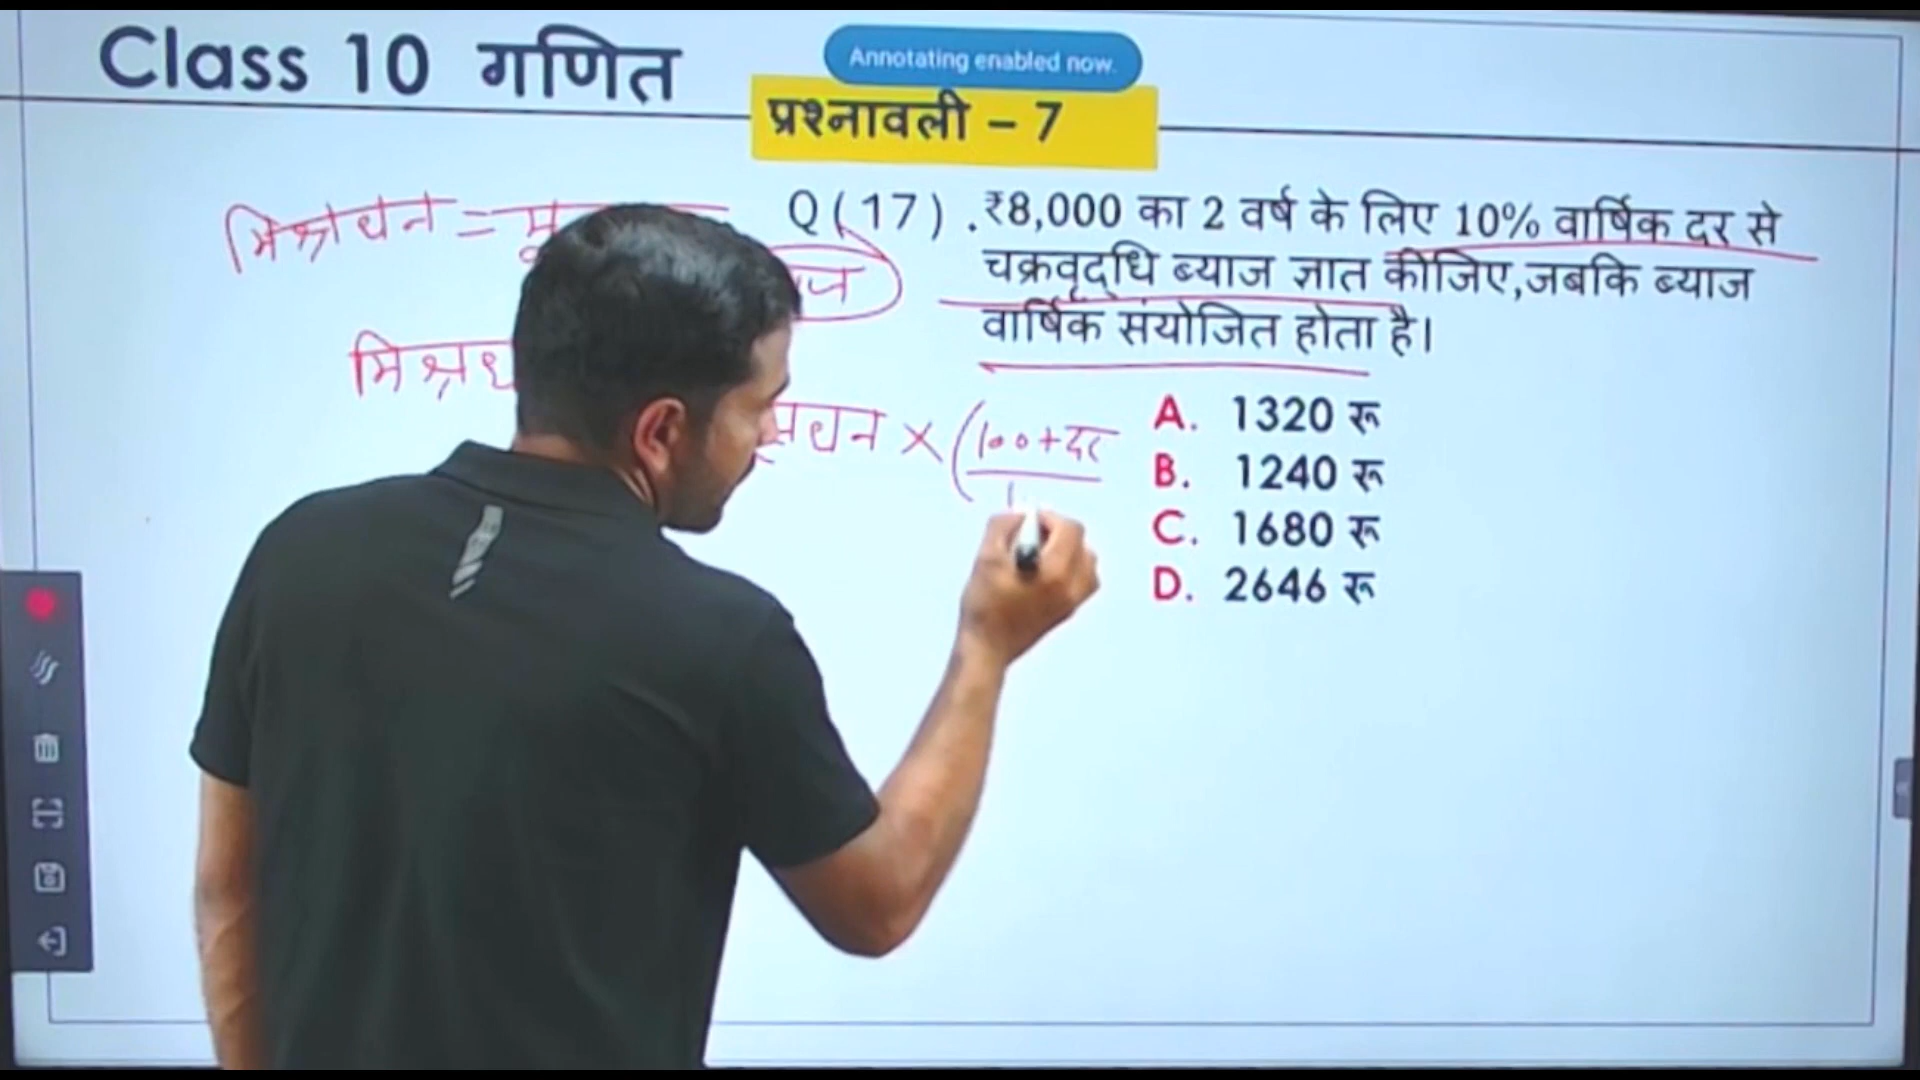 Class 10 गणित
Annotating enabled now.
प्रश्नावली – 7
मिश्रधन =
Q(17). ₹8,000 का 2 वर्ष के लिए 10% वार्षिक दर से
चक्रवृद्धि ब्याज ज्ञात कीजिए,जबकि ब्याज
वार्षिक संयोजित होता है।
× (100+दर
A. 1320 रू
B. 1240 रू
C. 1680 रू
D. 2646 रू